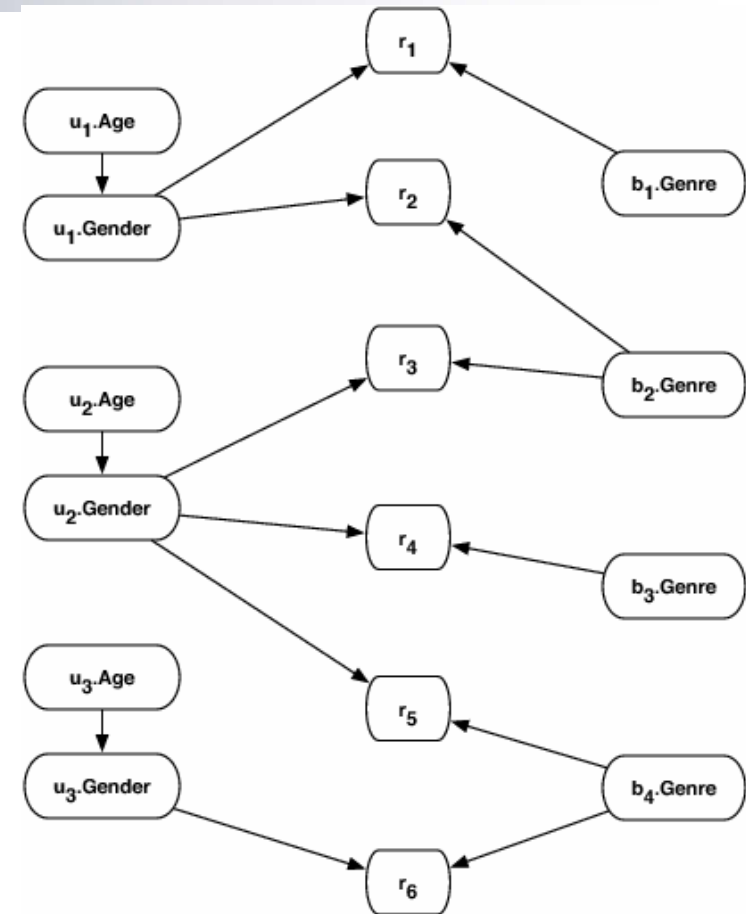 r1
u1.Age
b1.Genre
r2
u1.Gender
r3
b2.Genre
u2.Age
u2.Gender
r4
b3.Genre
u3.Age
r5
u3.Gender
b4.Genre
r6